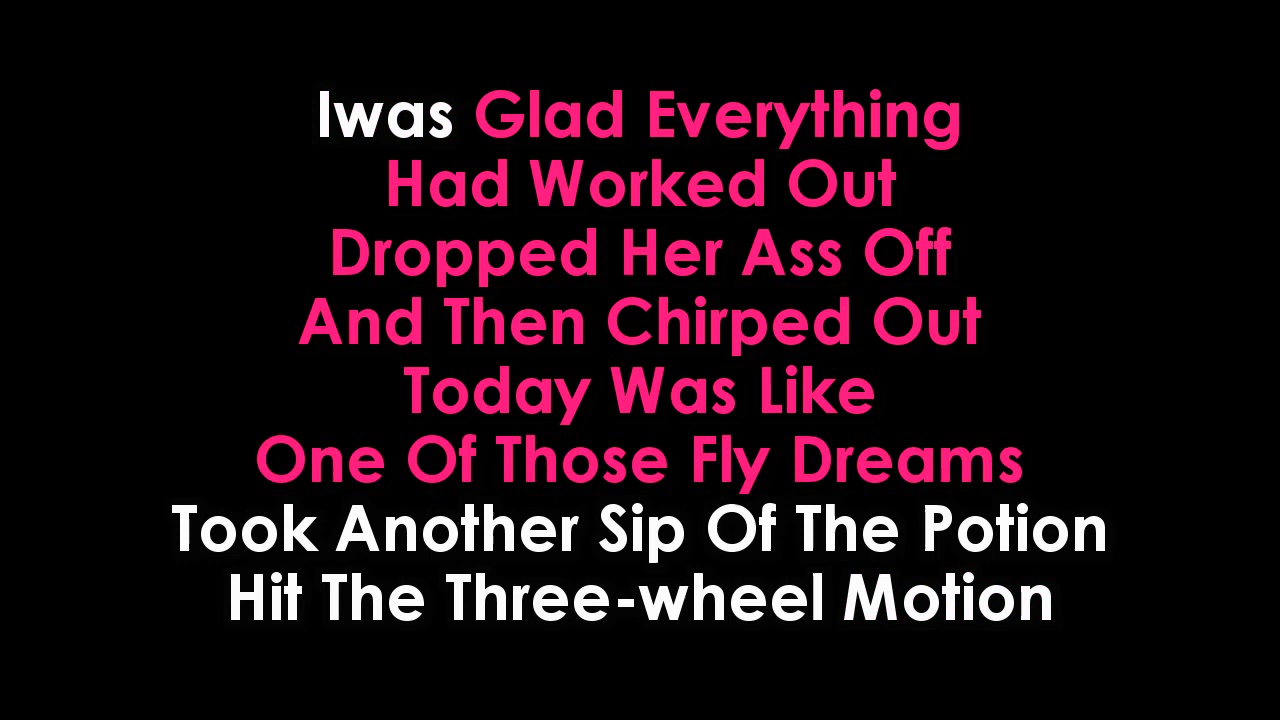 Iwas Glad Everything
Had Worked Out
Dropped Her Ass Off
And Then Chirped Out
Today Was Like
One Of Those Fly Dreams
Took Another Sip Of The Potion
Hit The Three-wheel Motion